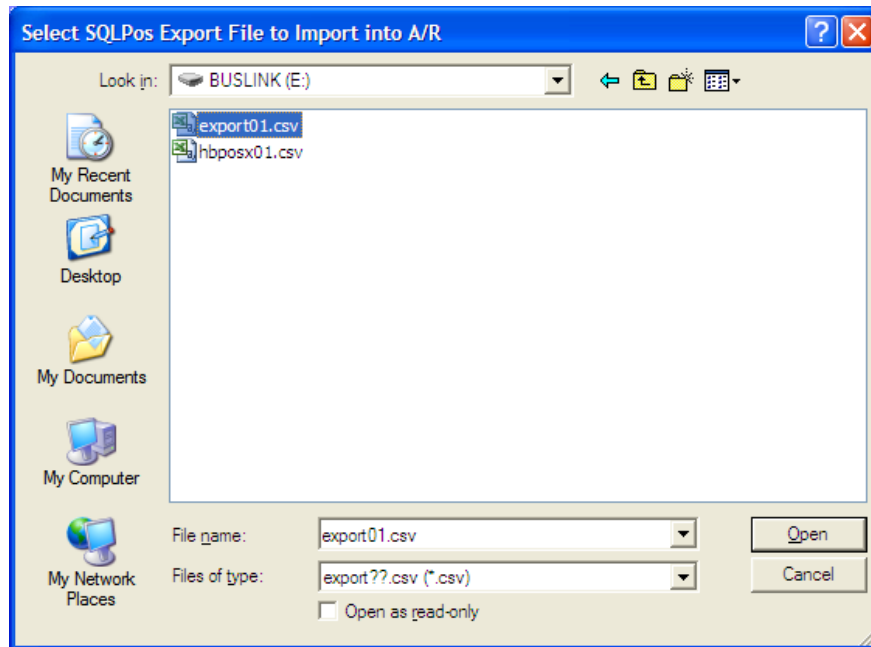 Select SQLPos Export File to Import into A/R
Look in:
BUSLINK (E:)
export01.csv
hbposx01.csv
My Recent
Documents
Desktop
My Documents
My Computer
My Network
Places
File name:
export01.csv
Open
Files of type:
export??.csv (*.csv)
Cancel
Open as read-only